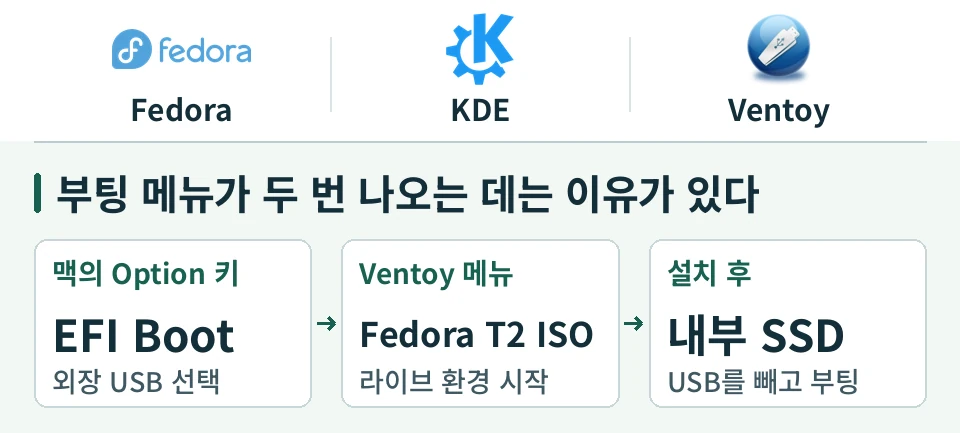 fedora
Fedora
KDE
Ventoy
부팅 메뉴가 두 번 나오는 데는 이유가 있다
맥의 Option 키
EFI Boot
외장 USB 선택
→
Ventoy 메뉴
Fedora T2 ISO
라이브 환경 시작
→
설치 후
내부 SSD
USB를 빼고 부팅